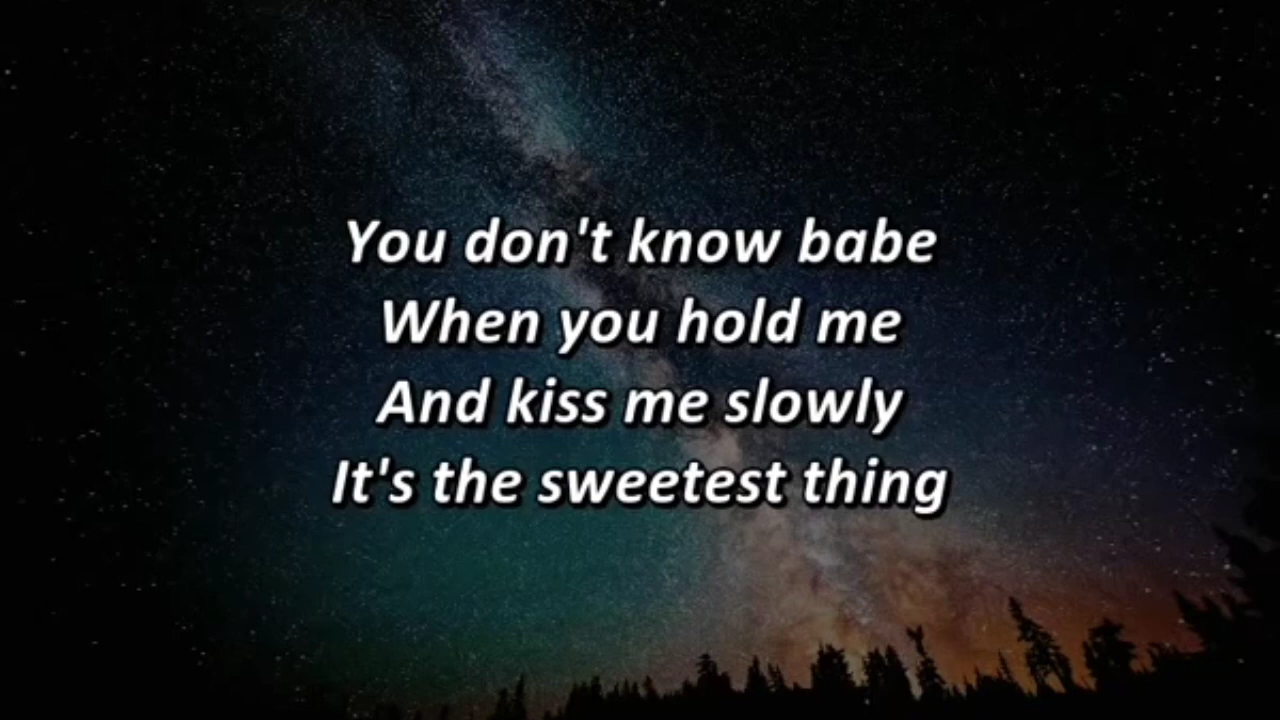 You don't know babe
When you hold me
And kiss me slowly
It's the sweetest thing